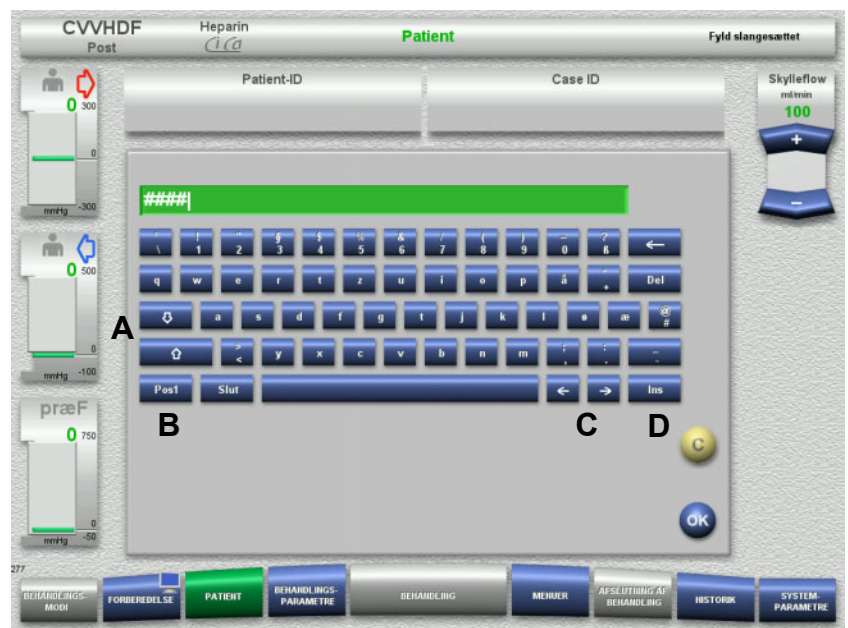 CVVHDF
Post
Heparin
Cica
Patient
Fyld slangesættet
Patient-ID
Case ID
Skylleflow
ml/min
100
+
−
0
300
0
-300
mmHg
0
500
0
-100
mmHg
præF
0
750
0
-50
mmHg
####
° ! " § $ % & / ( ) = ?
\ 1 2 3 4 5 6 7 8 9 0 ß ←
q w e r t z u i o p å Del
+
⇩ a s d f g t j k l ø æ @
#
⇧ > y x c v b n m ; : _
< , . -
Pos1 Slut ← → Ins
A
B
C
D
C
OK
277
BEHANDLINGS-
MODI
FORBEREDELSE
PATIENT
BEHANDLINGS-
PARAMETRE
BEHANDLING
MENUER
AFSLUTNING AF
BEHANDLING
HISTORIK
SYSTEM-
PARAMETRE